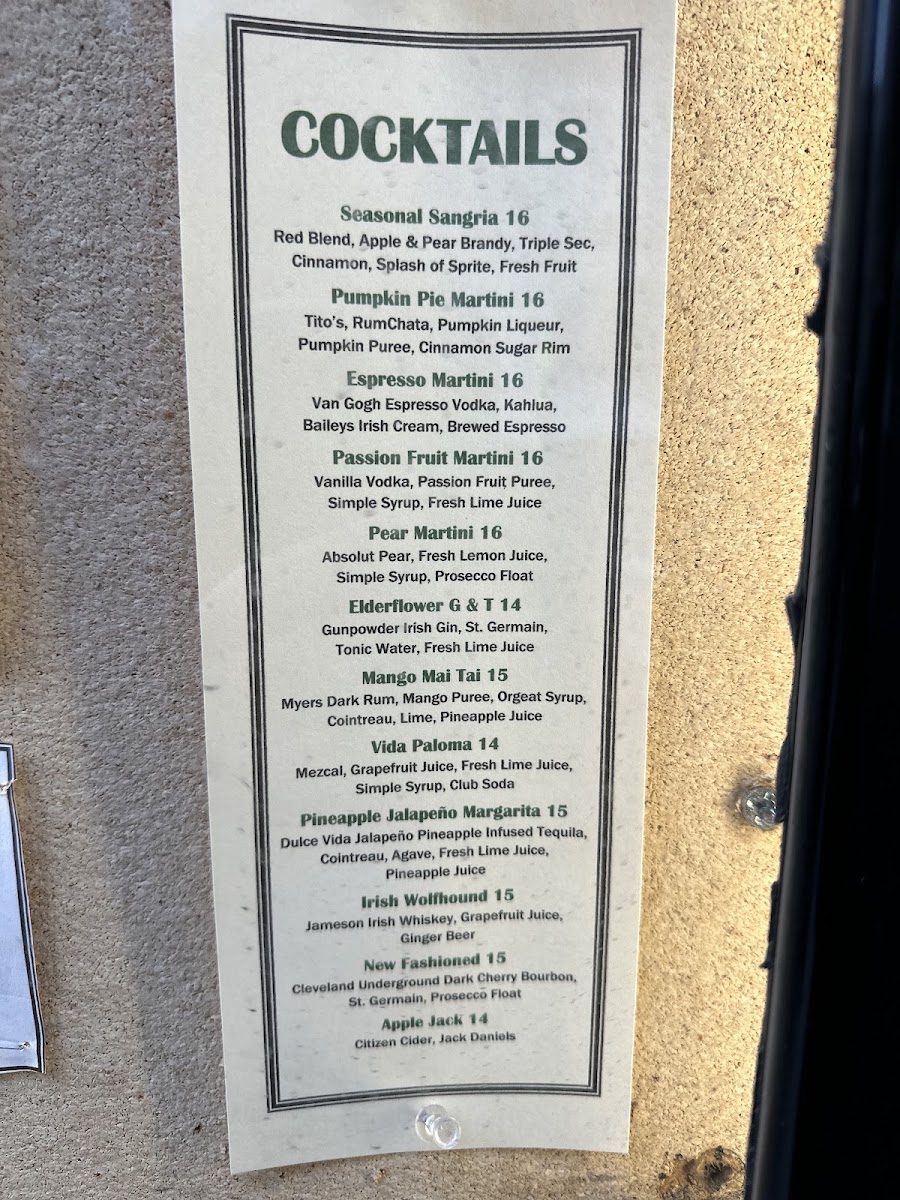 COCKTAILS
Seasonal Sangria 16
Red Blend, Apple & Pear Brandy, Triple Sec,
Cinnamon, Splash of Sprite, Fresh Fruit
Pumpkin Pie Martini 16
Tito's, RumChata, Pumpkin Liqueur,
Pumpkin Puree, Cinnamon Sugar Rim
Espresso Martini 16
Van Gogh Espresso Vodka, Kahlua,
Baileys Irish Cream, Brewed Espresso
Passion Fruit Martini 16
Vanilla Vodka, Passion Fruit Puree,
Simple Syrup, Fresh Lime Juice
Pear Martini 16
Absolut Pear, Fresh Lemon Juice,
Simple Syrup, Prosecco Float
Elderflower G & T 14
Gunpowder Irish Gin, St. Germain,
Tonic Water, Fresh Lime Juice
Mango Mai Tai 15
Myers Dark Rum, Mango Puree, Orgeat Syrup,
Cointreau, Lime, Pineapple Juice
Vida Paloma 14
Mezcal, Grapefruit Juice, Fresh Lime Juice,
Simple Syrup, Club Soda
Pineapple Jalapeño Margarita 15
Dulce Vida Jalapeño Pineapple Infused Tequila,
Cointreau, Agave, Fresh Lime Juice,
Pineapple Juice
Irish Wolfhound 15
Jameson Irish Whiskey, Grapefruit Juice,
Ginger Beer
New Fashioned 15
Cleveland Underground Dark Cherry Bourbon,
St. Germain, Prosecco Float
Apple Jack 14
Citizen Cider, Jack Daniels